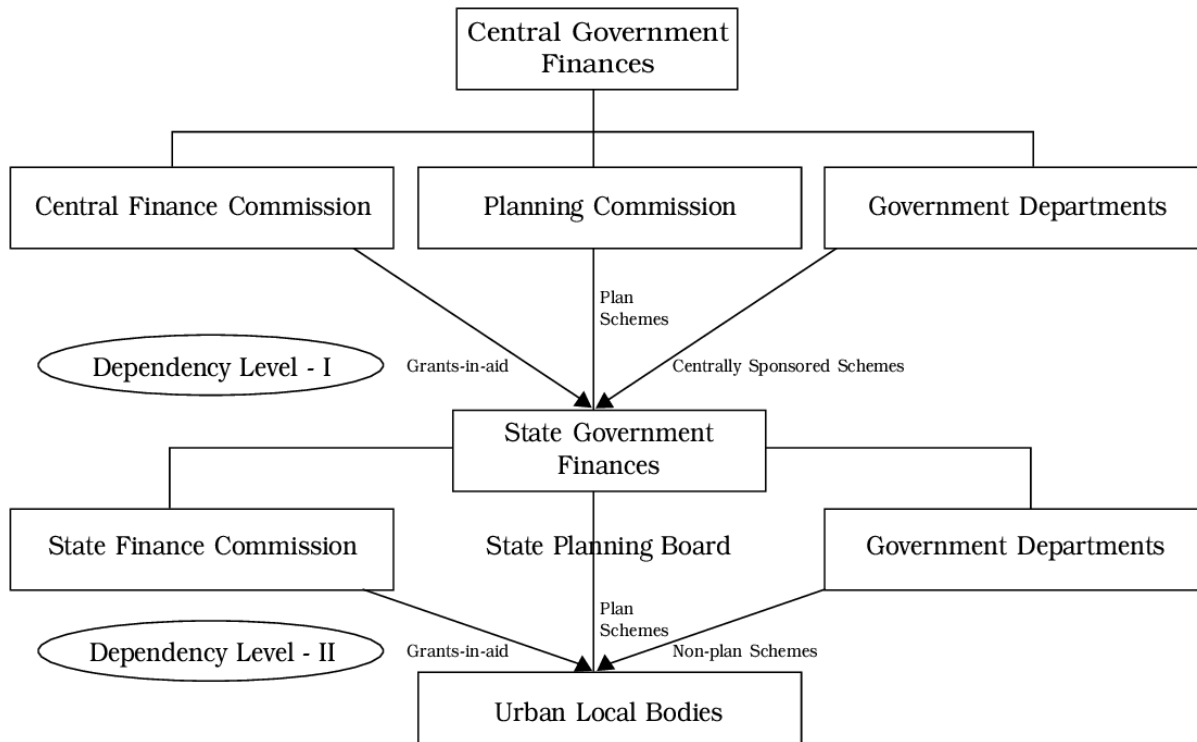 Central Government
Finances
Central Finance Commission
Planning Commission
Government Departments
Plan
Schemes
Dependency Level - I
Grants-in-aid
Centrally Sponsored Schemes
State Government
Finances
State Finance Commission
State Planning Board
Government Departments
Plan
Schemes
Dependency Level - II
Grants-in-aid
Non-plan Schemes
Urban Local Bodies